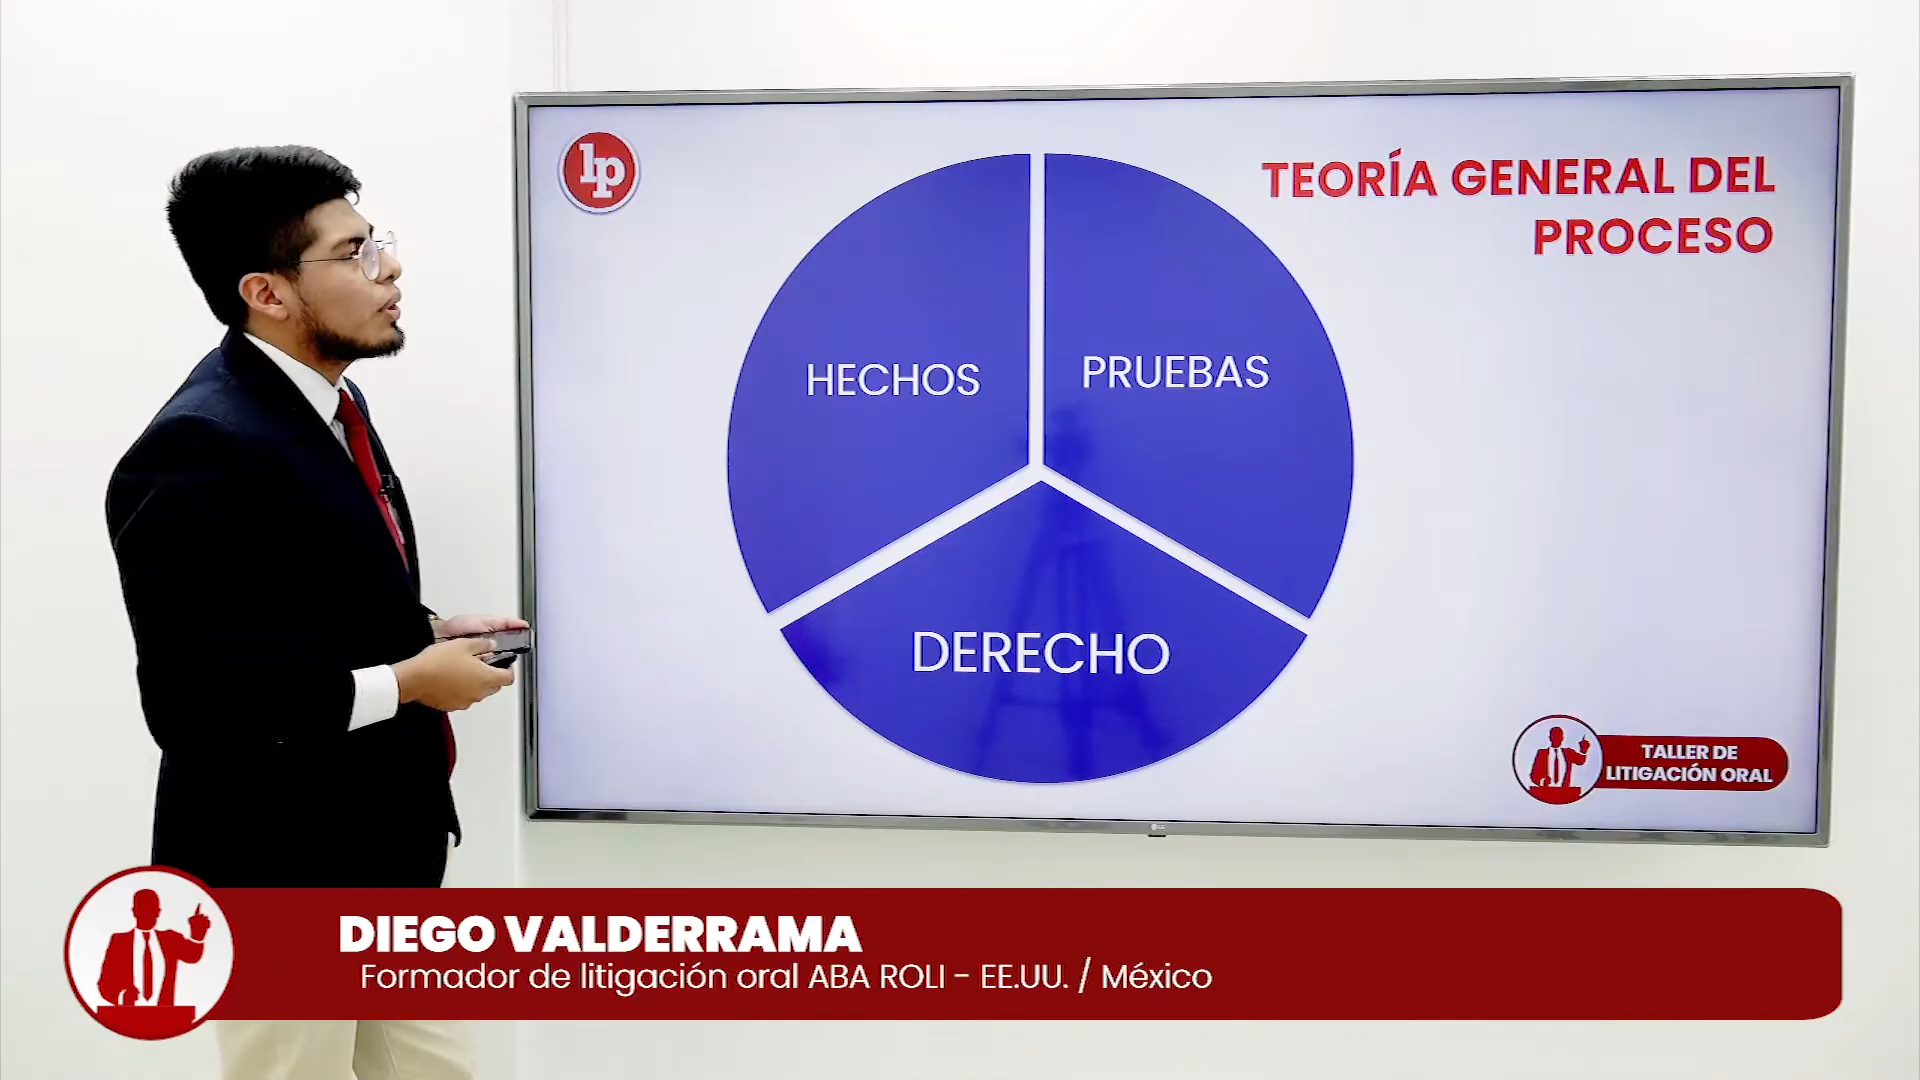 lp
TEORÍA GENERAL DEL
PROCESO
HECHOS
PRUEBAS
DERECHO
TALLER DE
LITIGACIÓN ORAL
LG
DIEGO VALDERRAMA
Formador de litigación oral ABA ROLI - EE.UU. / México